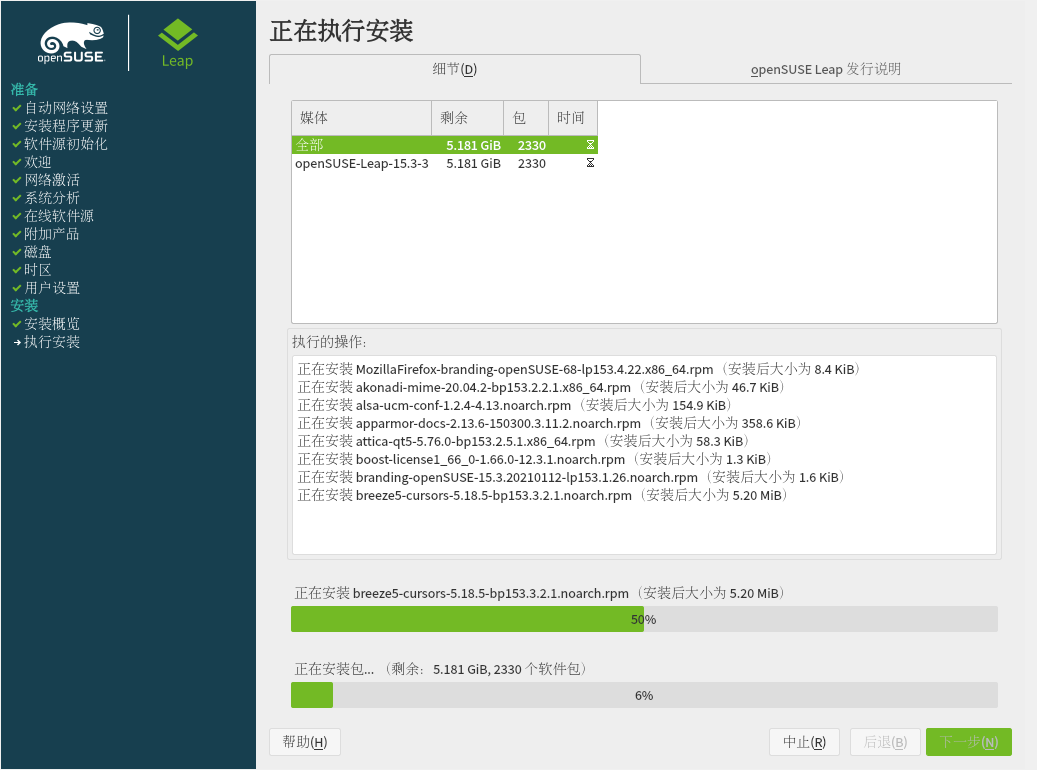 openSUSE
Leap
准备
自动网络设置
安装程序更新
软件源初始化
欢迎
网络激活
系统分析
在线软件源
附加产品
磁盘
时区
用户设置
安装
安装概览
执行安装
正在执行安装
细节(D)
openSUSE Leap 发行说明
媒体 剩余 包 时间
全部 5.181 GiB 2330
openSUSE-Leap-15.3-3 5.181 GiB 2330
执行的操作:
正在安装 MozillaFirefox-branding-openSUSE-68-lp153.4.22.x86_64.rpm（安装后大小为 8.4 KiB）
正在安装 akonadi-mime-20.04.2-bp153.2.2.1.x86_64.rpm（安装后大小为 46.7 KiB）
正在安装 alsa-ucm-conf-1.2.4-4.13.noarch.rpm（安装后大小为 154.9 KiB）
正在安装 apparmor-docs-2.13.6-150300.3.11.2.noarch.rpm（安装后大小为 358.6 KiB）
正在安装 attica-qt5-5.76.0-bp153.2.5.1.x86_64.rpm（安装后大小为 58.3 KiB）
正在安装 boost-license1_66_0-1.66.0-12.3.1.noarch.rpm（安装后大小为 1.3 KiB）
正在安装 branding-openSUSE-15.3.20210112-lp153.1.26.noarch.rpm（安装后大小为 1.6 KiB）
正在安装 breeze5-cursors-5.18.5-bp153.3.2.1.noarch.rpm（安装后大小为 5.20 MiB）
正在安装 breeze5-cursors-5.18.5-bp153.3.2.1.noarch.rpm（安装后大小为 5.20 MiB）
50%
正在安装包...（剩余：5.181 GiB, 2330 个软件包）
6%
帮助(H)
中止(R)
后退(B)
下一步(N)